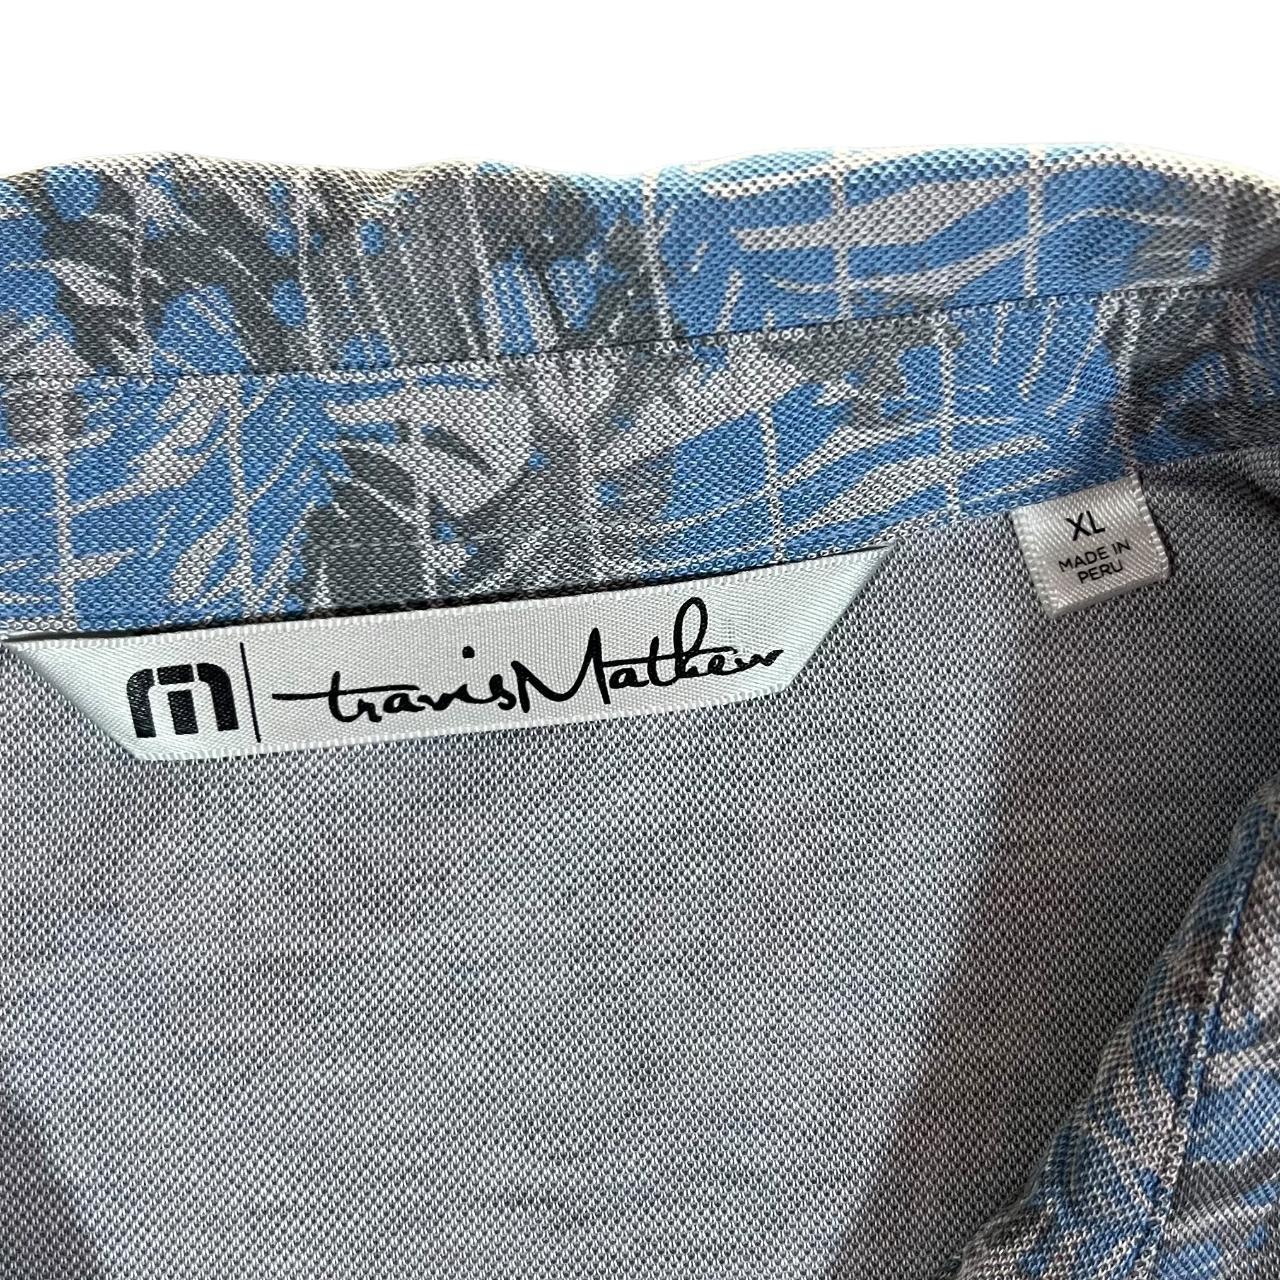 XL
MADE IN
PERU
travisMathew